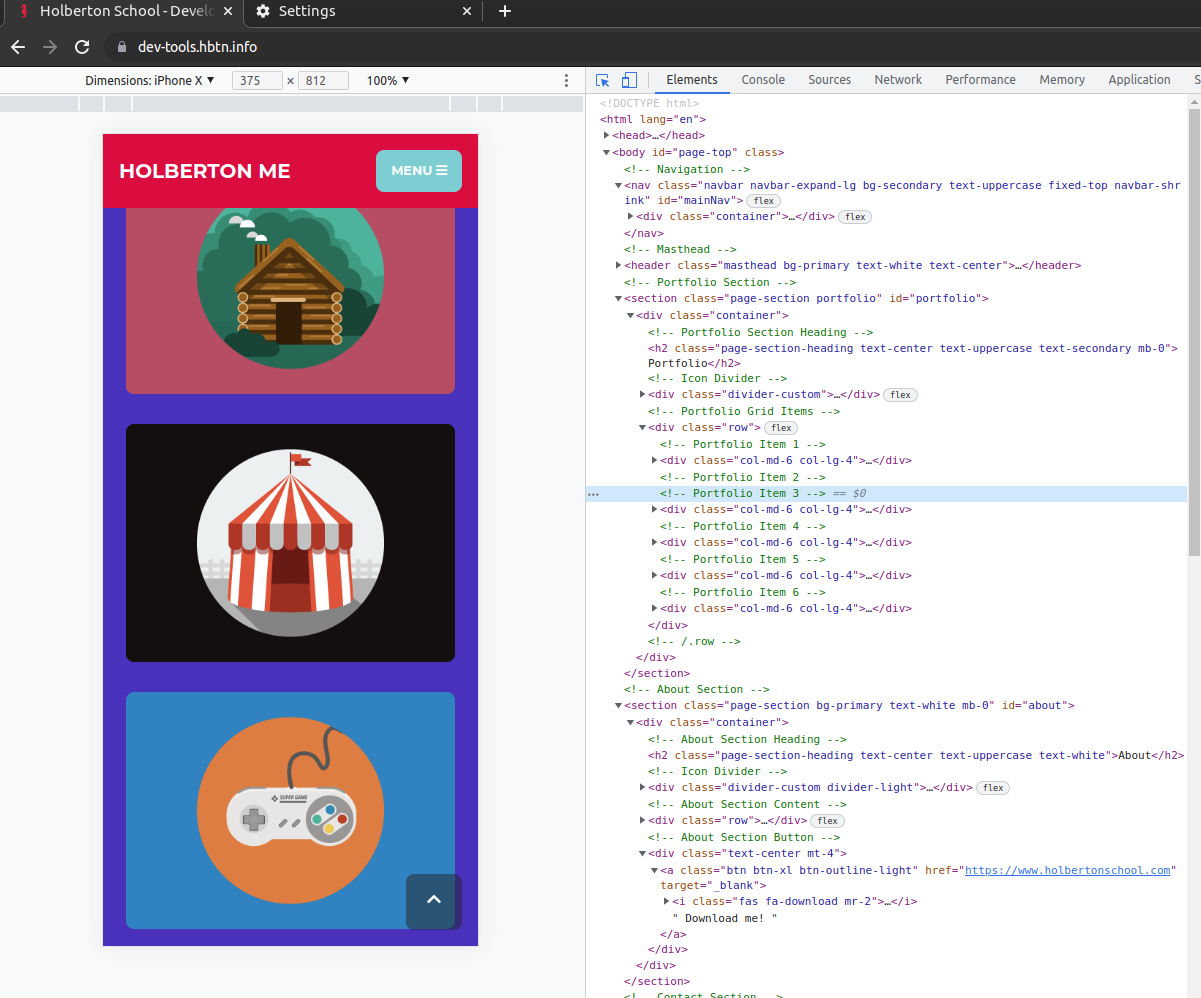 Holberton School - Develo
Settings
dev-tools.hbtn.info
Dimensions: iPhone X ▼ 375 × 812 100% ▼
Elements Console Sources Network Performance Memory Application S
HOLBERTON ME
MENU
SUPER GAME
<!DOCTYPE html>
<html lang="en">
▶<head>…</head>
▼<body id="page-top" class>
<!-- Navigation -->
▼<nav class="navbar navbar-expand-lg bg-secondary text-uppercase fixed-top navbar-shr
ink" id="mainNav"> flex
▶<div class="container">…</div> flex
</nav>
<!-- Masthead -->
▶<header class="masthead bg-primary text-white text-center">…</header>
<!-- Portfolio Section -->
▼<section class="page-section portfolio" id="portfolio">
▼<div class="container">
<!-- Portfolio Section Heading -->
<h2 class="page-section-heading text-center text-uppercase text-secondary mb-0">
Portfolio</h2>
<!-- Icon Divider -->
▶<div class="divider-custom">…</div> flex
<!-- Portfolio Grid Items -->
▼<div class="row"> flex
<!-- Portfolio Item 1 -->
▶<div class="col-md-6 col-lg-4">…</div>
<!-- Portfolio Item 2 -->
<!-- Portfolio Item 3 --> == $0
▶<div class="col-md-6 col-lg-4">…</div>
<!-- Portfolio Item 4 -->
▶<div class="col-md-6 col-lg-4">…</div>
<!-- Portfolio Item 5 -->
▶<div class="col-md-6 col-lg-4">…</div>
<!-- Portfolio Item 6 -->
▶<div class="col-md-6 col-lg-4">…</div>
</div>
<!-- /.row -->
</div>
</section>
<!-- About Section -->
▼<section class="page-section bg-primary text-white mb-0" id="about">
▼<div class="container">
<!-- About Section Heading -->
<h2 class="page-section-heading text-center text-uppercase text-white">About</h2>
<!-- Icon Divider -->
▶<div class="divider-custom divider-light">…</div> flex
<!-- About Section Content -->
▶<div class="row">…</div> flex
<!-- About Section Button -->
▼<div class="text-center mt-4">
▼<a class="btn btn-xl btn-outline-light" href="https://www.holbertonschool.com"
target="_blank">
▶<i class="fas fa-download mr-2">…</i>
" Download me! "
</a>
</div>
</div>
</section>
<!-- Contact Section -->